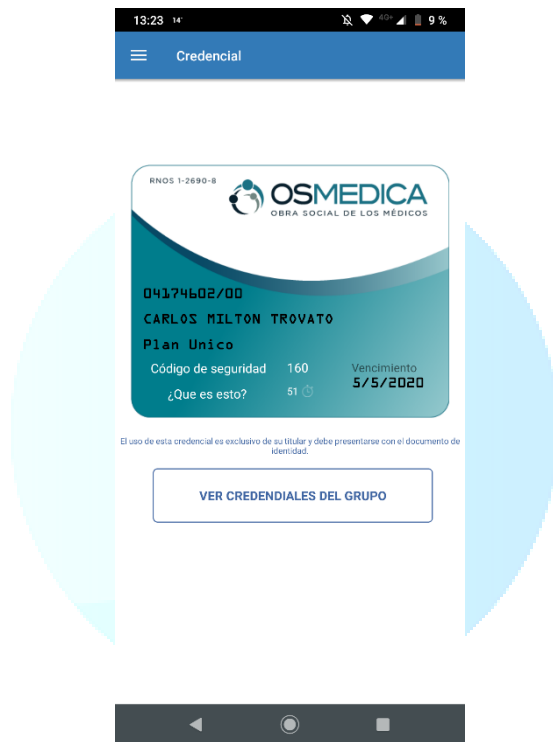 13:23 14°
40+ 9 %
Credencial
RNOS 1-2690-8
OSMEDICA
OBRA SOCIAL DE LOS MÉDICOS
04174602/00
CARLOS MILTON TROVATO
Plan Unico
Código de seguridad 160
Vencimiento
5/5/2020
¿Que es esto? 51
El uso de esta credencial es exclusivo de su titular y debe presentarse con el documento de
identidad.
VER CREDENDIALES DEL GRUPO